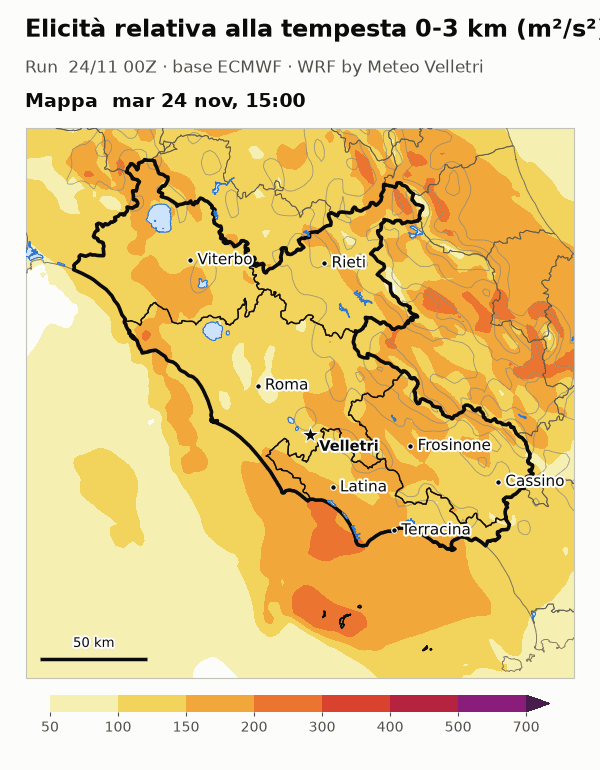 Elicità relativa alla tempesta 0-3 km (m²/s²)
Run 24/11 00Z · base ECMWF · WRF by Meteo Velletri
Mappa mar 24 nov, 15:00
Viterbo
Rieti
Roma
Velletri
Frosinone
Cassino
Latina
Terracina
50 km
50 100 150 200 300 400 500 700